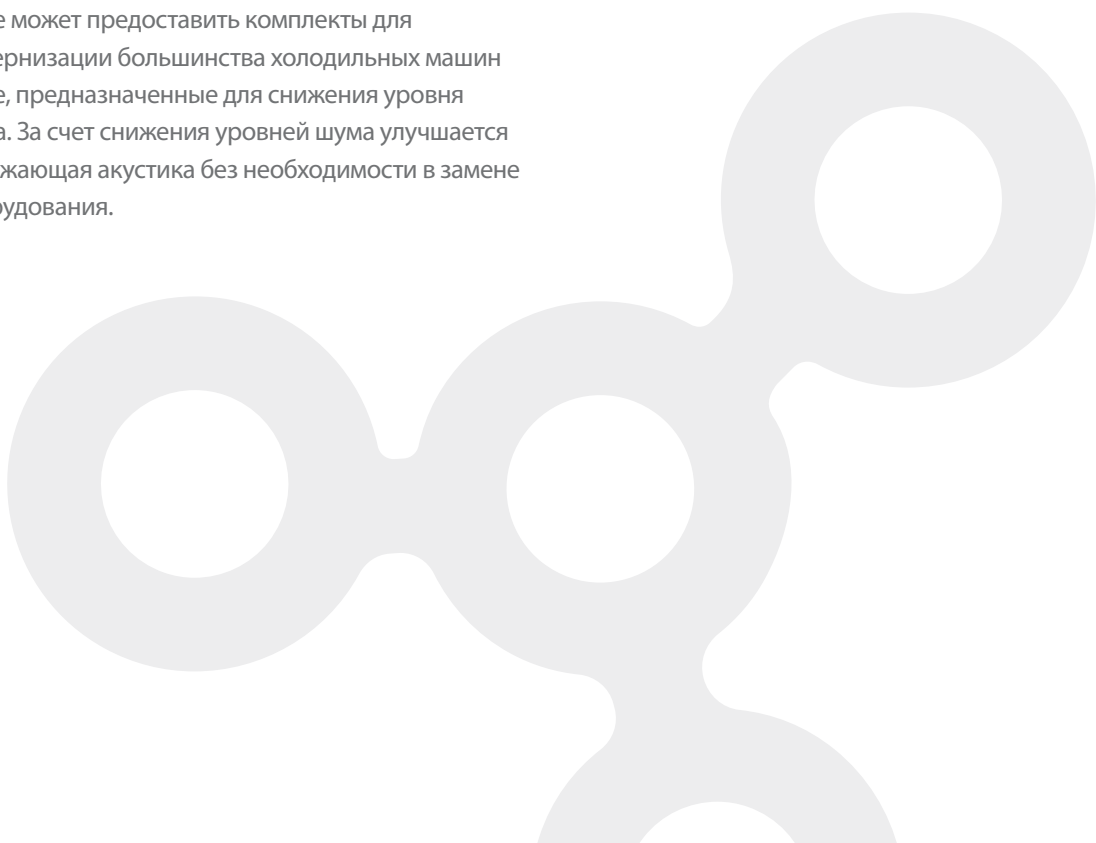 е может предоставить комплекты для
ернизации большинства холодильных машин
е, предназначенные для снижения уровня
а. За счет снижения уровней шума улучшается
жающая акустика без необходимости в замене
рудования.